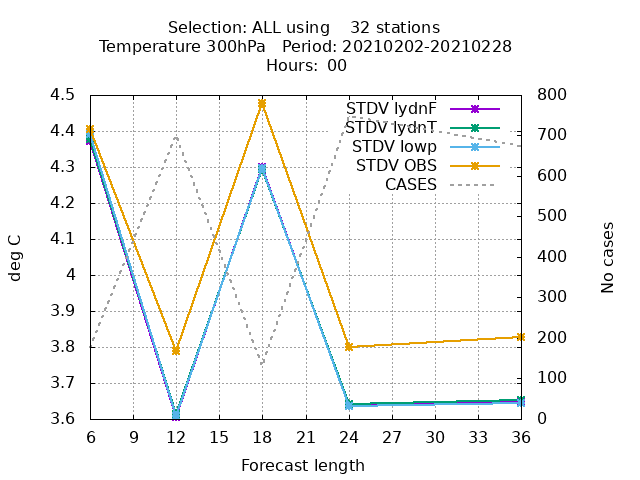 Selection: ALL using 32 stations
Temperature 300hPa Period: 20210202-20210228
Hours: 00
4.5
4.4
4.3
4.2
4.1
4
3.9
3.8
3.7
3.6
deg C
STDV lydnF
STDV lydnT
STDV lowp
STDV OBS
CASES
800
700
600
500
400
300
200
100
0
No cases
6 9 12 15 18 21 24 27 30 33 36
Forecast length